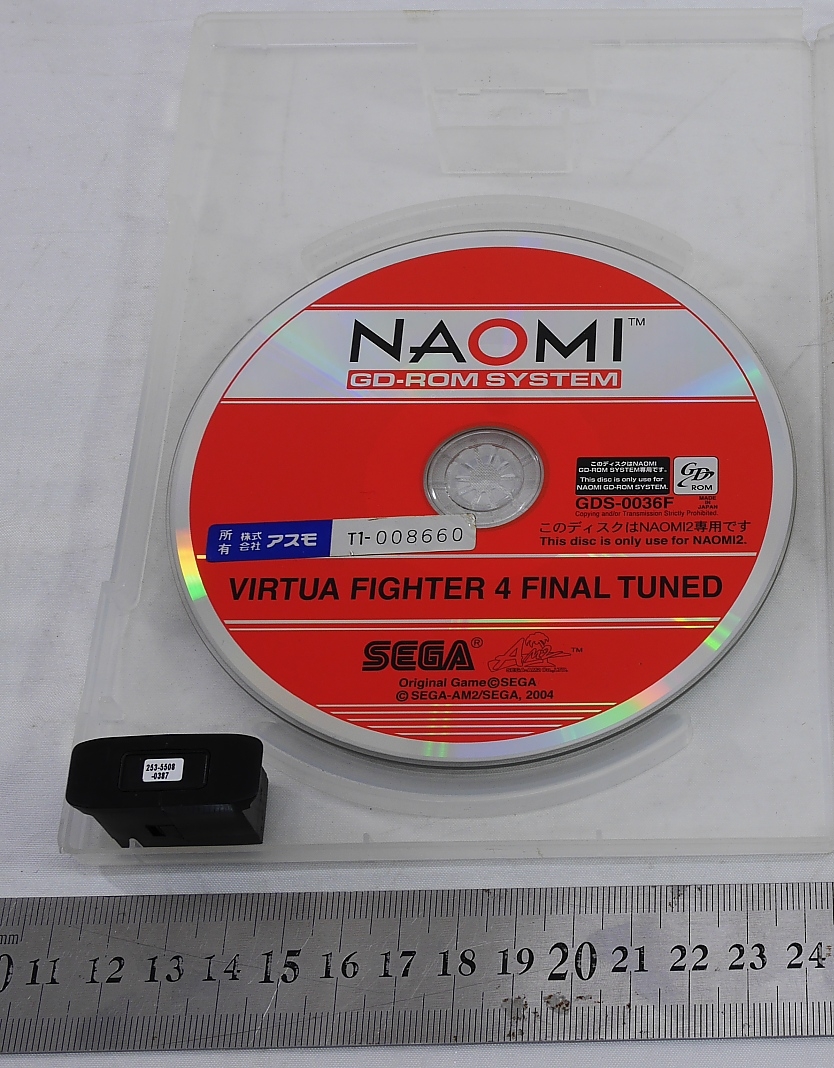 NAOMI™
GD-ROM SYSTEM
このディスクはNAOMI
GD-ROM SYSTEM専用です。
This disc is only use for
NAOMI GD-ROM SYSTEM.
GD
ROM
GDS-0036F
MADE
IN
JAPAN
Copying and/or Transmission Strictly Prohibited.
このディスクはNAOMI2専用です
This disc is only use for NAOMI2.
所有 株式会社 アスモ T1-008660
VIRTUA FIGHTER 4 FINAL TUNED
SEGA® AM2 ™
Original Game©SEGA
© SEGA-AM2/SEGA, 2004
253-5508
-0387
mm
0 11 12 13 14 15 16 17 18 19 20 21 22 23 24